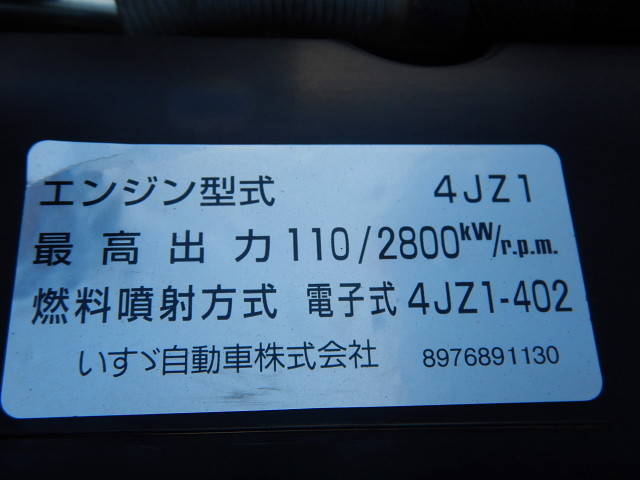 エンジン型式 4JZ1
最高出力 110/2800kW/r.p.m.
燃料噴射方式 電子式 4JZ1-402
いすゞ自動車株式会社 8976891130